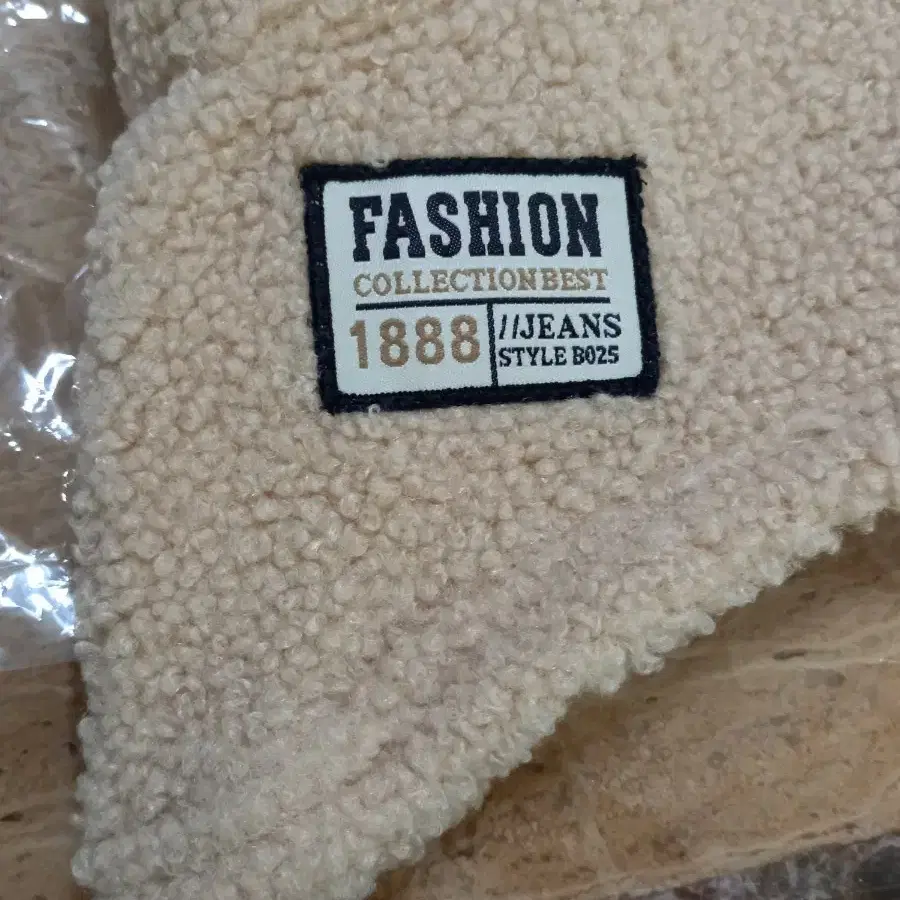 FASHION
COLLECTIONBEST
1888
//JEANS
STYLE B025